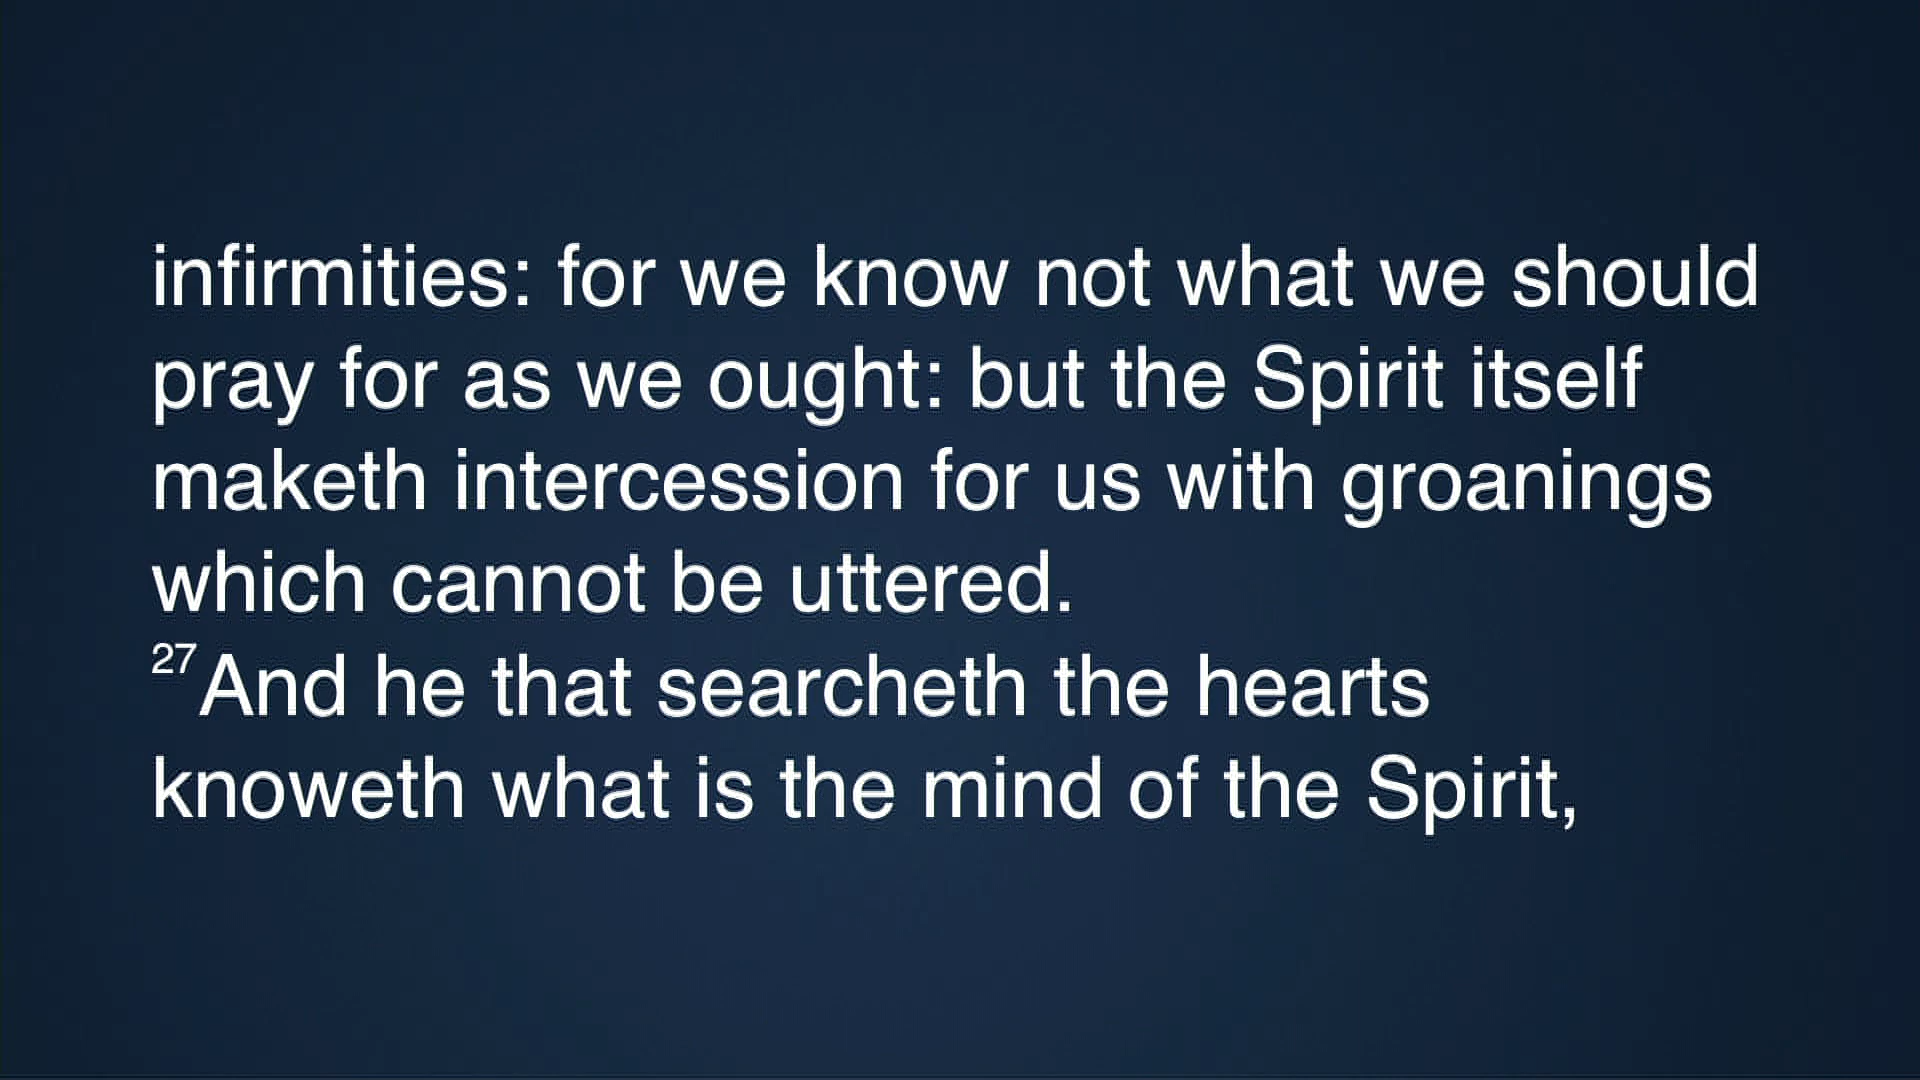 infirmities: for we know not what we should
pray for as we ought: but the Spirit itself
maketh intercession for us with groanings
which cannot be uttered.
27 And he that searcheth the hearts
knoweth what is the mind of the Spirit,